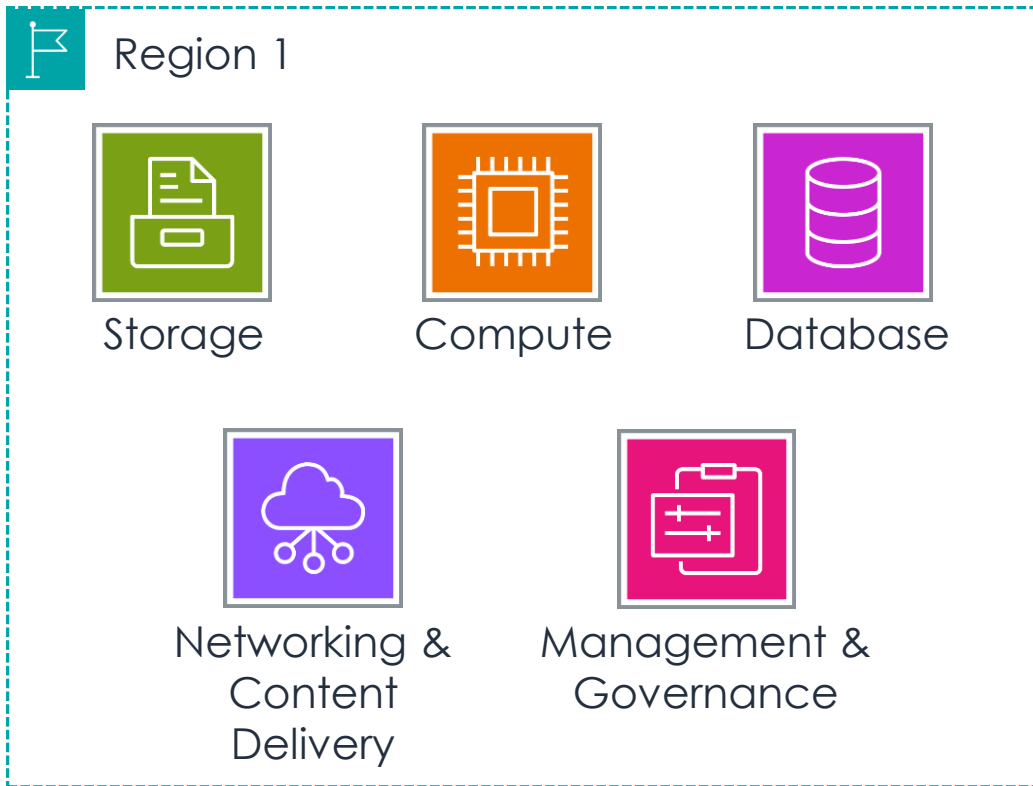 Region 1
Storage
Compute
Database
Networking &
Content
Delivery
Management &
Governance